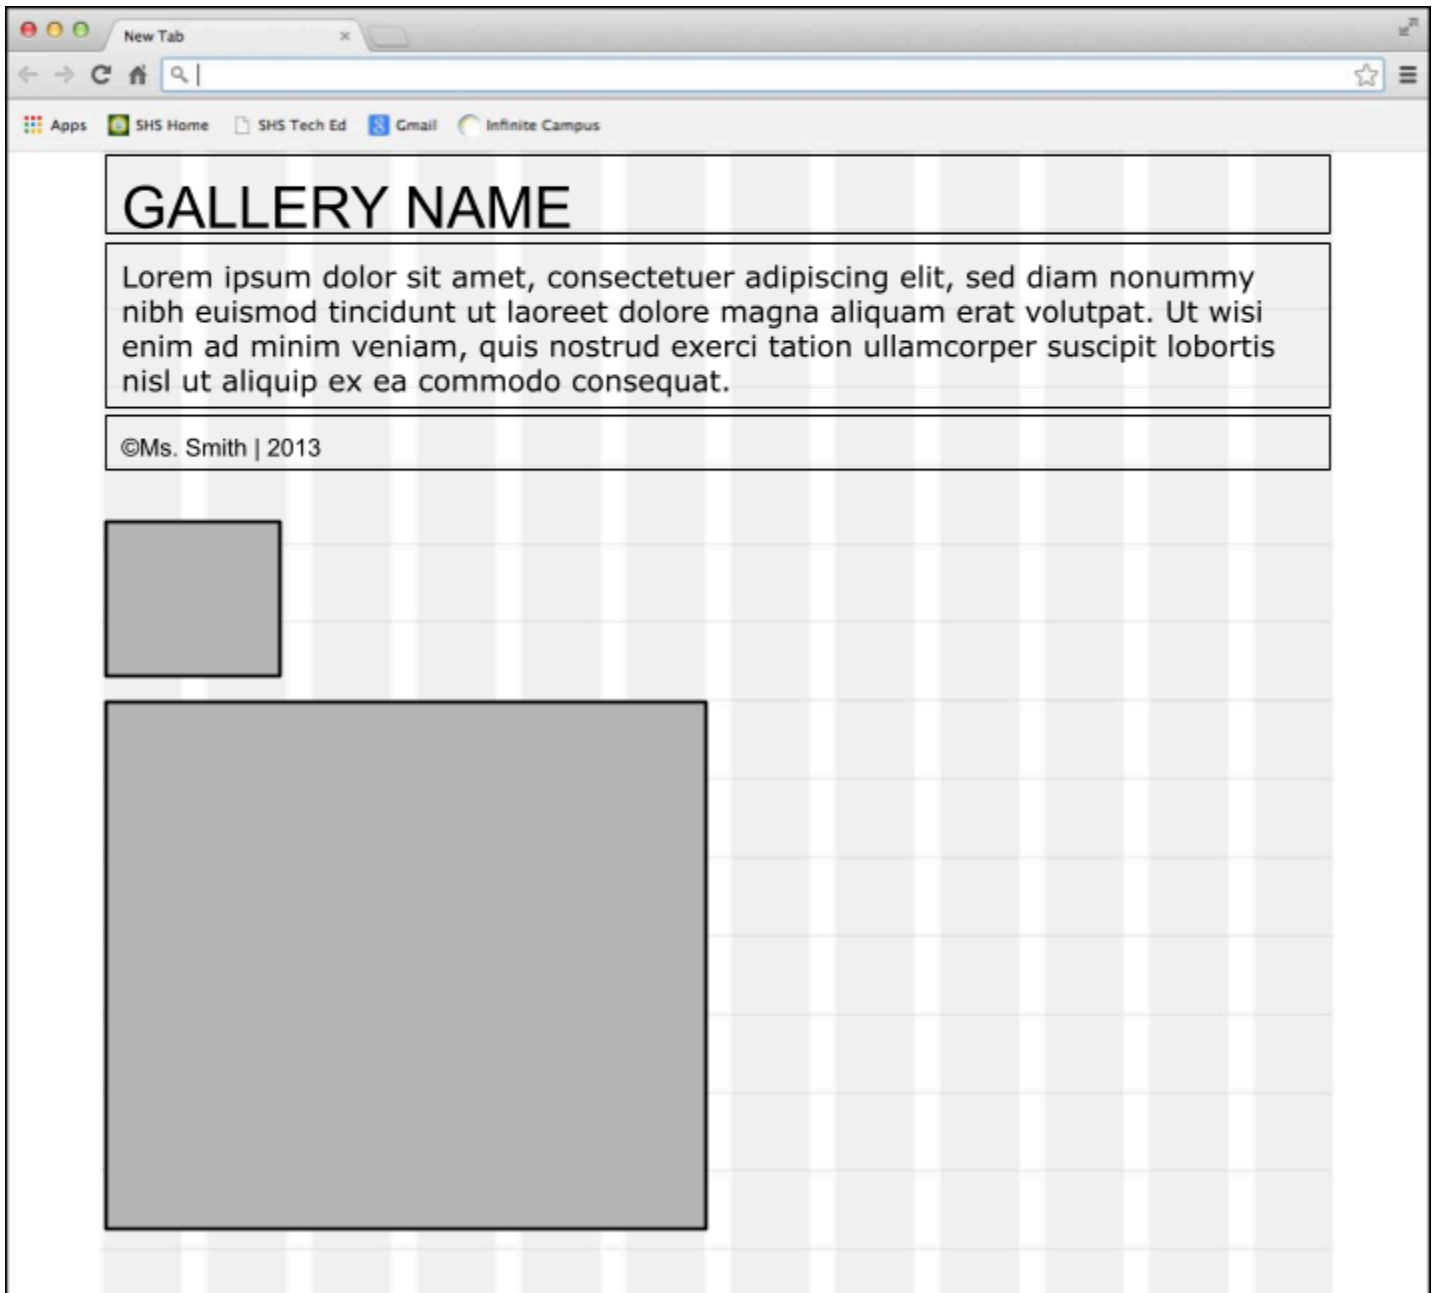 New Tab
Apps SHS Home SHS Tech Ed Gmail Infinite Campus
GALLERY NAME
Lorem ipsum dolor sit amet, consectetuer adipiscing elit, sed diam nonummy
nibh euismod tincidunt ut laoreet dolore magna aliquam erat volutpat. Ut wisi
enim ad minim veniam, quis nostrud exerci tation ullamcorper suscipit lobortis
nisl ut aliquip ex ea commodo consequat.
©Ms. Smith | 2013